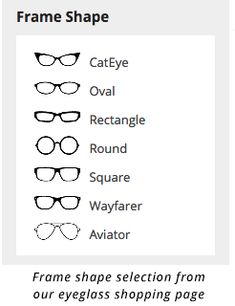 Frame Shape
CatEye
Oval
Rectangle
Round
Square
Wayfarer
Aviator
Frame shape selection from
our eyeglass shopping page